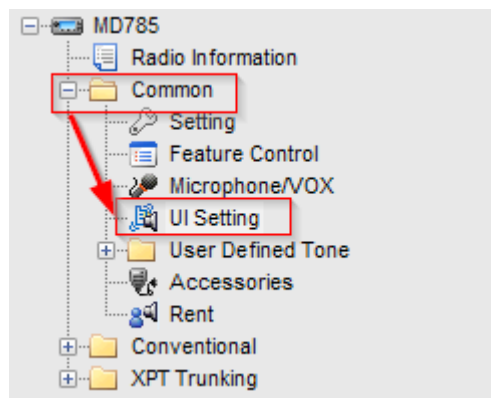 MD785
Radio Information
Common
Setting
Feature Control
Microphone/VOX
UI Setting
User Defined Tone
Accessories
Rent
Conventional
XPT Trunking